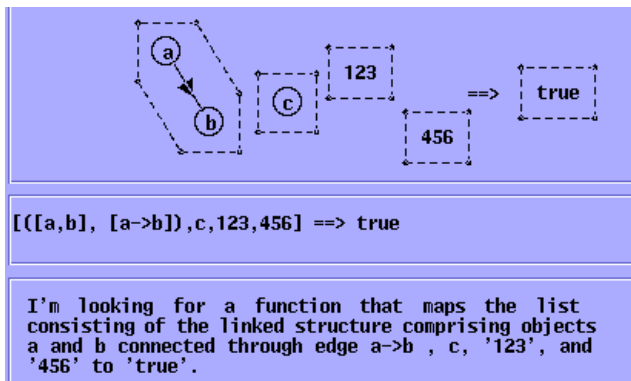 a
123
c
==> true
b
456
[([a,b], [a->b]),c,123,456] ==> true
I'm looking for a function that maps the list
consisting of the linked structure comprising objects
a and b connected through edge a->b , c, '123', and
'456' to 'true'.